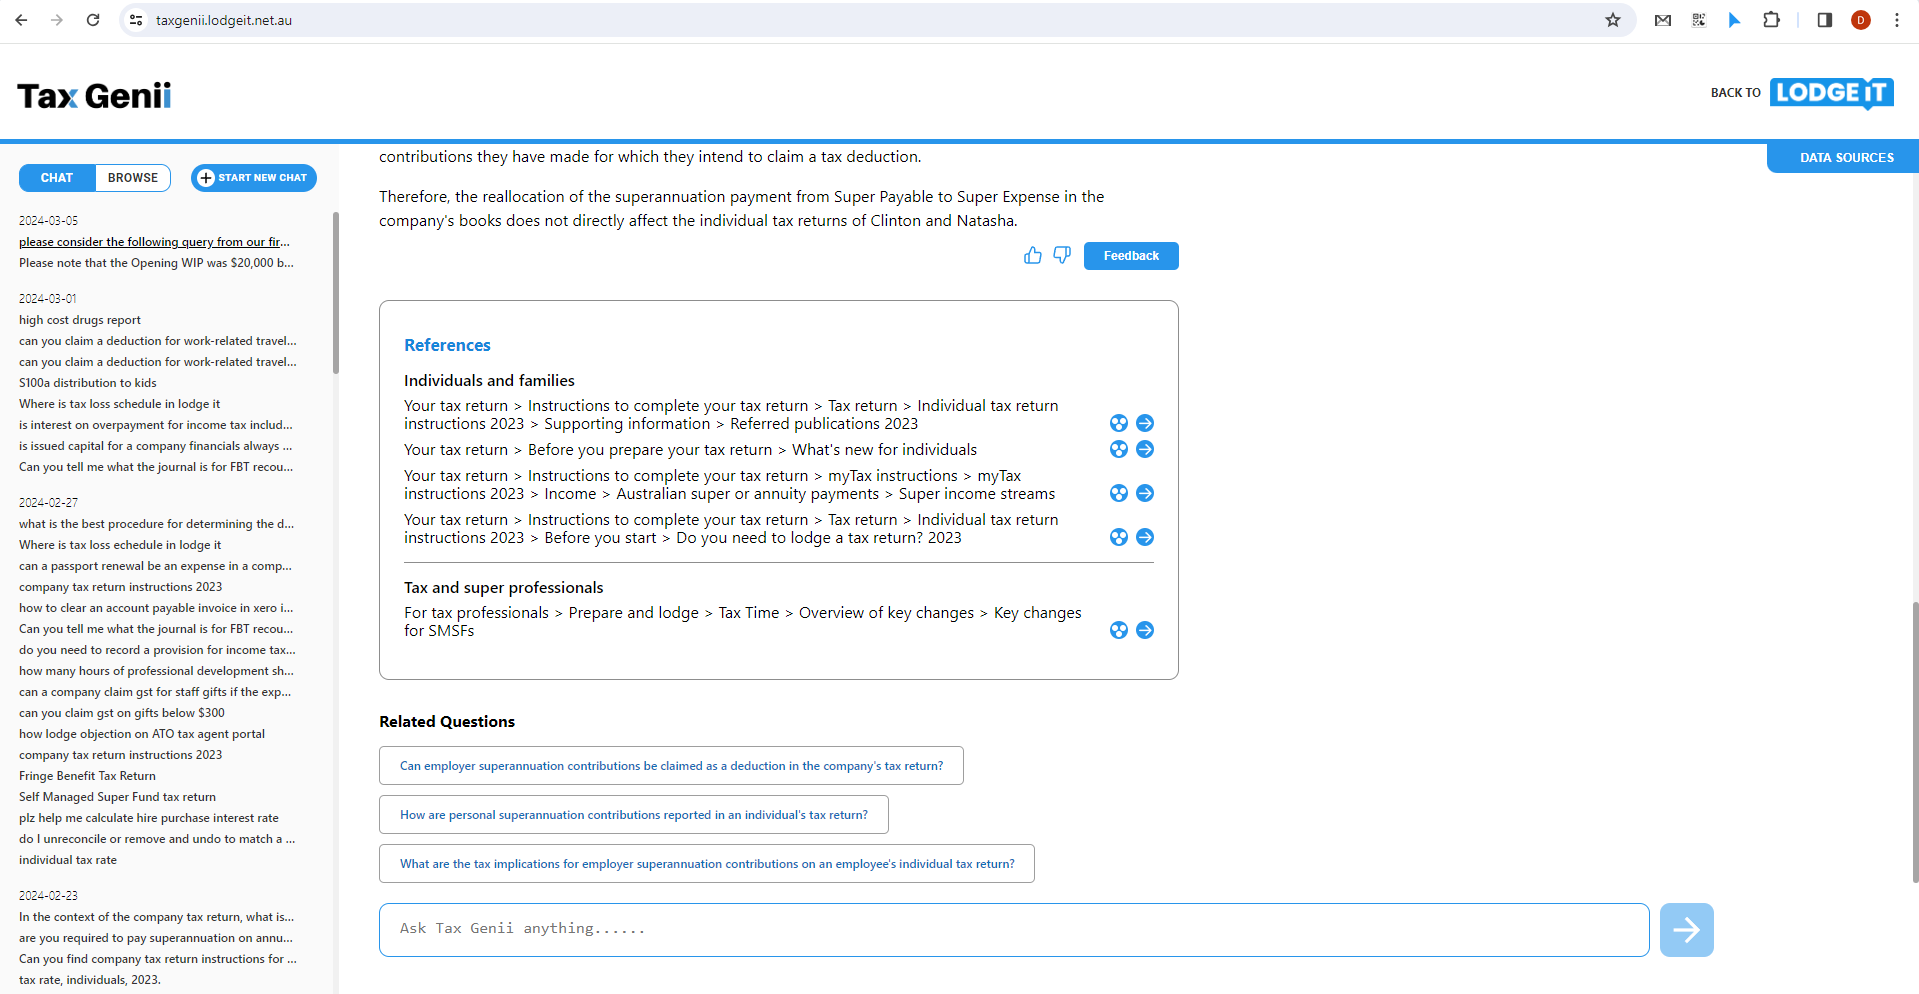 taxgenii.lodgeit.net.au
D
Tax Genii
BACK TO LODGE iT
DATA SOURCES
CHAT
BROWSE
START NEW CHAT
2024-03-05
please consider the following query from our fir...
Please note that the Opening WIP was $20,000 b...
2024-03-01
high cost drugs report
can you claim a deduction for work-related travel...
can you claim a deduction for work-related travel...
S100a distribution to kids
Where is tax loss schedule in lodge it
is interest on overpayment for income tax includ...
is issued capital for a company financials always ...
Can you tell me what the journal is for FBT recou...
2024-02-27
what is the best procedure for determining the d...
Where is tax loss echedule in lodge it
can a passport renewal be an expense in a comp...
company tax return instructions 2023
how to clear an account payable invoice in xero i...
Can you tell me what the journal is for FBT recou...
do you need to record a provision for income tax...
how many hours of professional development sh...
can a company claim gst for staff gifts if the exp...
can you claim gst on gifts below $300
how lodge objection on ATO tax agent portal
company tax return instructions 2023
Fringe Benefit Tax Return
Self Managed Super Fund tax return
plz help me calculate hire purchase interest rate
do I unreconcile or remove and undo to match a ...
individual tax rate
2024-02-23
In the context of the company tax return, what is...
are you required to pay superannuation on annu...
Can you find company tax return instructions for ...
tax rate, individuals, 2023.
contributions they have made for which they intend to claim a tax deduction.
Therefore, the reallocation of the superannuation payment from Super Payable to Super Expense in the
company's books does not directly affect the individual tax returns of Clinton and Natasha.
Feedback
References
Individuals and families
Your tax return > Instructions to complete your tax return > Tax return > Individual tax return
instructions 2023 > Supporting information > Referred publications 2023
Your tax return > Before you prepare your tax return > What's new for individuals
Your tax return > Instructions to complete your tax return > myTax instructions > myTax
instructions 2023 > Income > Australian super or annuity payments > Super income streams
Your tax return > Instructions to complete your tax return > Tax return > Individual tax return
instructions 2023 > Before you start > Do you need to lodge a tax return? 2023
Tax and super professionals
For tax professionals > Prepare and lodge > Tax Time > Overview of key changes > Key changes
for SMSFs
Related Questions
Can employer superannuation contributions be claimed as a deduction in the company's tax return?
How are personal superannuation contributions reported in an individual's tax return?
What are the tax implications for employer superannuation contributions on an employee's individual tax return?
Ask Tax Genii anything......